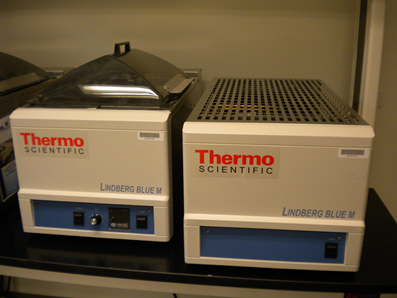 Thermo
SCIENTIFIC
LINDBERG BLUE M
Thermo
SCIENTIFIC
LINDBERG BLUE M